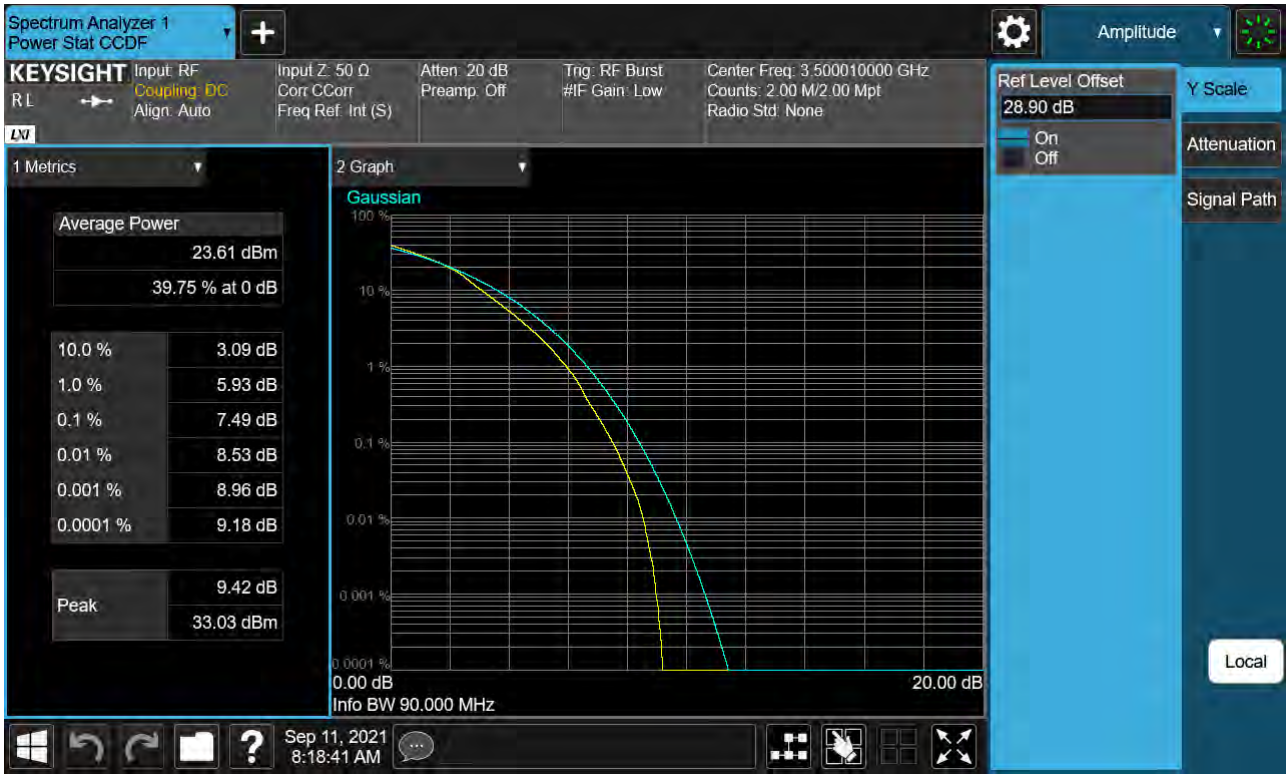 Spectrum Analyzer 1
Power Stat CCDF
+
Amplitude
KEYSIGHT
RL
LXI
Input: RF
Coupling: DC
Align: Auto
Input Z: 50 Ω
Corr CCorr
Freq Ref: Int (S)
Atten: 20 dB
Preamp: Off
Trig: RF Burst
#IF Gain: Low
Center Freq: 3.500010000 GHz
Counts: 2.00 M/2.00 Mpt
Radio Std: None
Ref Level Offset
28.90 dB
On
Off
Y Scale
Attenuation
Signal Path
Local
1 Metrics
Average Power
23.61 dBm
39.75 % at 0 dB
10.0 % 3.09 dB
1.0 % 5.93 dB
0.1 % 7.49 dB
0.01 % 8.53 dB
0.001 % 8.96 dB
0.0001 % 9.18 dB
Peak
9.42 dB
33.03 dBm
2 Graph
Gaussian
100 %
10 %
1 %
0.1 %
0.01 %
0.001 %
0.0001 %
0.00 dB 20.00 dB
Info BW 90.000 MHz
?
Sep 11, 2021
8:18:41 AM